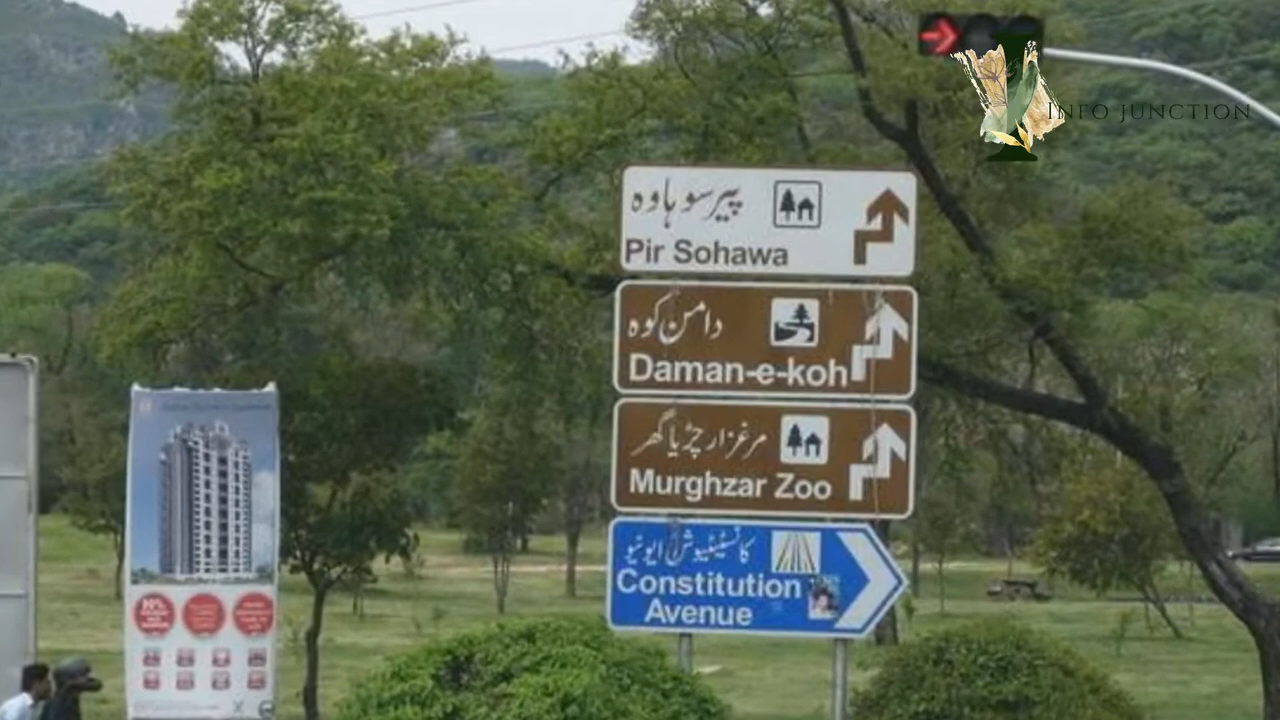 INFO JUNCTION
پیر سوہاوہ
Pir Sohawa
دامن کوہ
Daman-e-koh
مرغزار چڑیا گھر
Murghzar Zoo
کانسٹیٹیوشن ایونیو
Constitution
Avenue